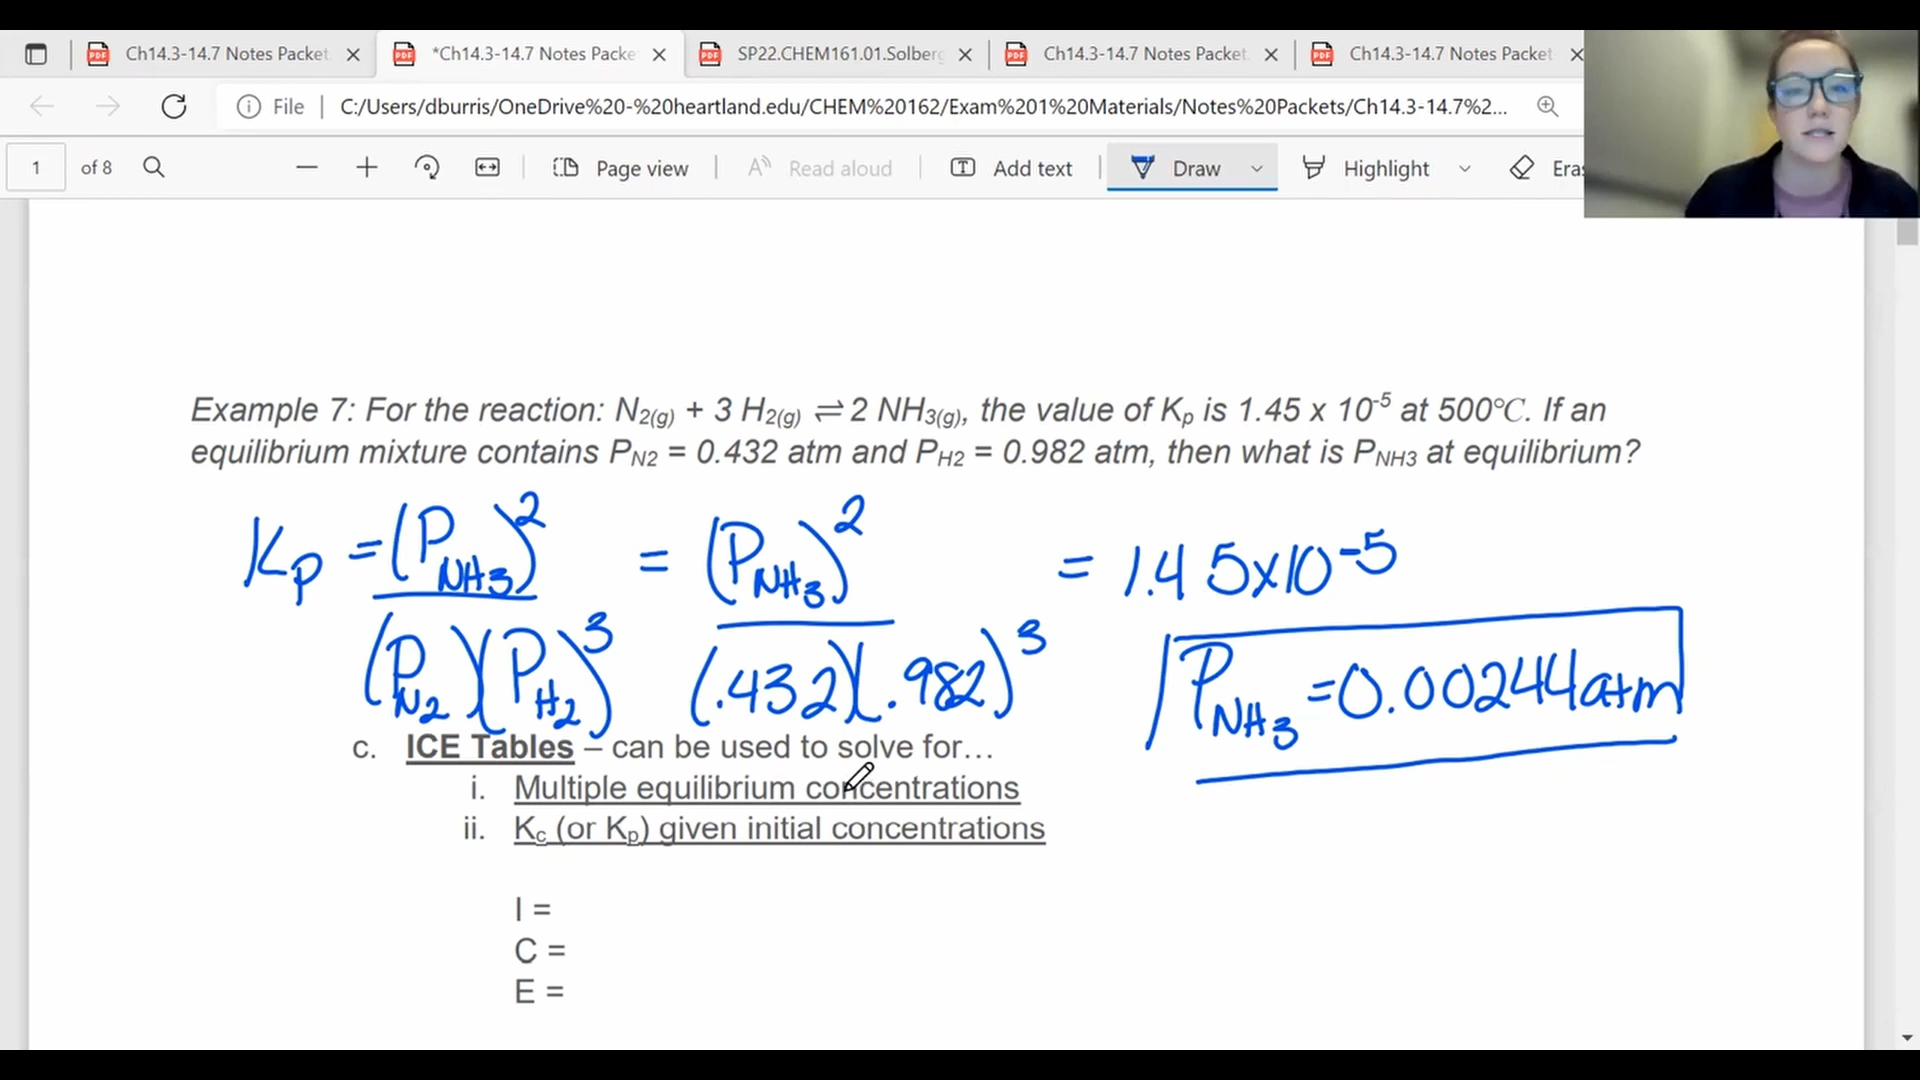 Ch14.3-14.7 Notes Packet
*Ch14.3-14.7 Notes Packe
SP22.CHEM161.01.Solberg
Ch14.3-14.7 Notes Packet
Ch14.3-14.7 Notes Packet
File
C:/Users/dburris/OneDrive%20-%20heartland.edu/CHEM%20162/Exam%201%20Materials/Notes%20Packets/Ch14.3-14.7%2...
1 of 8
Page view
Read aloud
Add text
Draw
Highlight
Eras
Example 7: For the reaction: N2(g) + 3 H2(g) ⇌ 2 NH3(g), the value of Kp is 1.45 x 10⁻⁵ at 500℃. If an
equilibrium mixture contains PN2 = 0.432 atm and PH2 = 0.982 atm, then what is PNH3 at equilibrium?
Kp = (PNH3)² / (PN2)(PH2)³ = (PNH3)² / (.432)(.982)³ = 1.45x10⁻⁵
PNH3 = 0.00244atm
c. ICE Tables – can be used to solve for…
i. Multiple equilibrium concentrations
ii. Kc (or Kp) given initial concentrations
I =
C =
E =